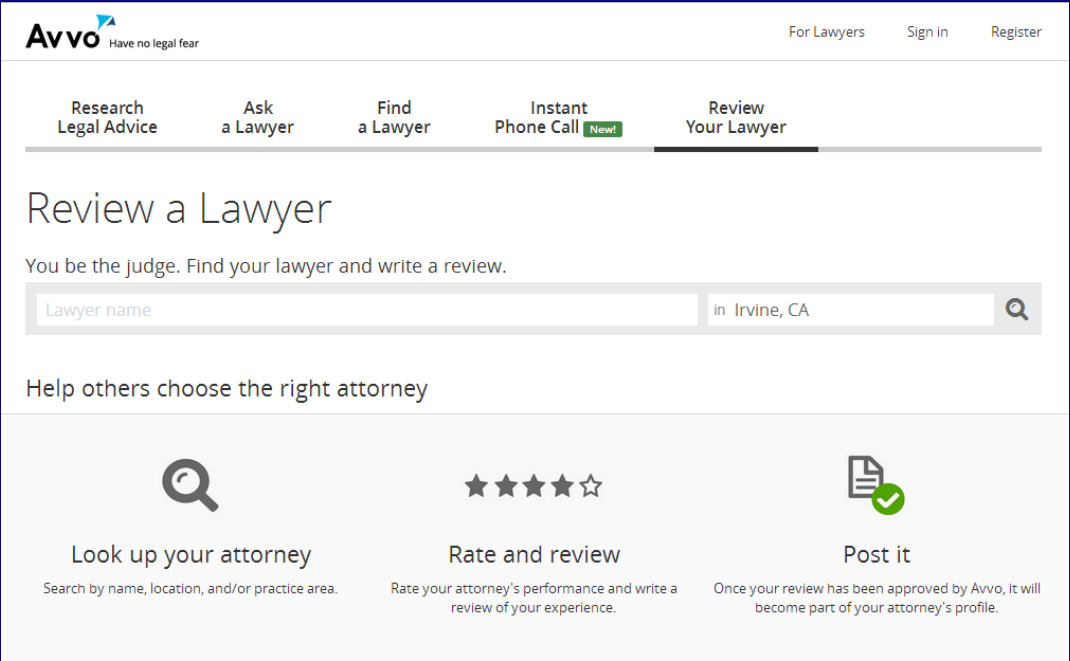 Avvo Have no legal fear
For Lawyers Sign in Register
Research
Legal Advice
Ask
a Lawyer
Find
a Lawyer
Instant
Phone Call New!
Review
Your Lawyer
Review a Lawyer
You be the judge. Find your lawyer and write a review.
Lawyer name
in Irvine, CA
Help others choose the right attorney
Look up your attorney
Search by name, location, and/or practice area.
Rate and review
Rate your attorney's performance and write a
review of your experience.
Post it
Once your review has been approved by Avvo, it will
become part of your attorney's profile.